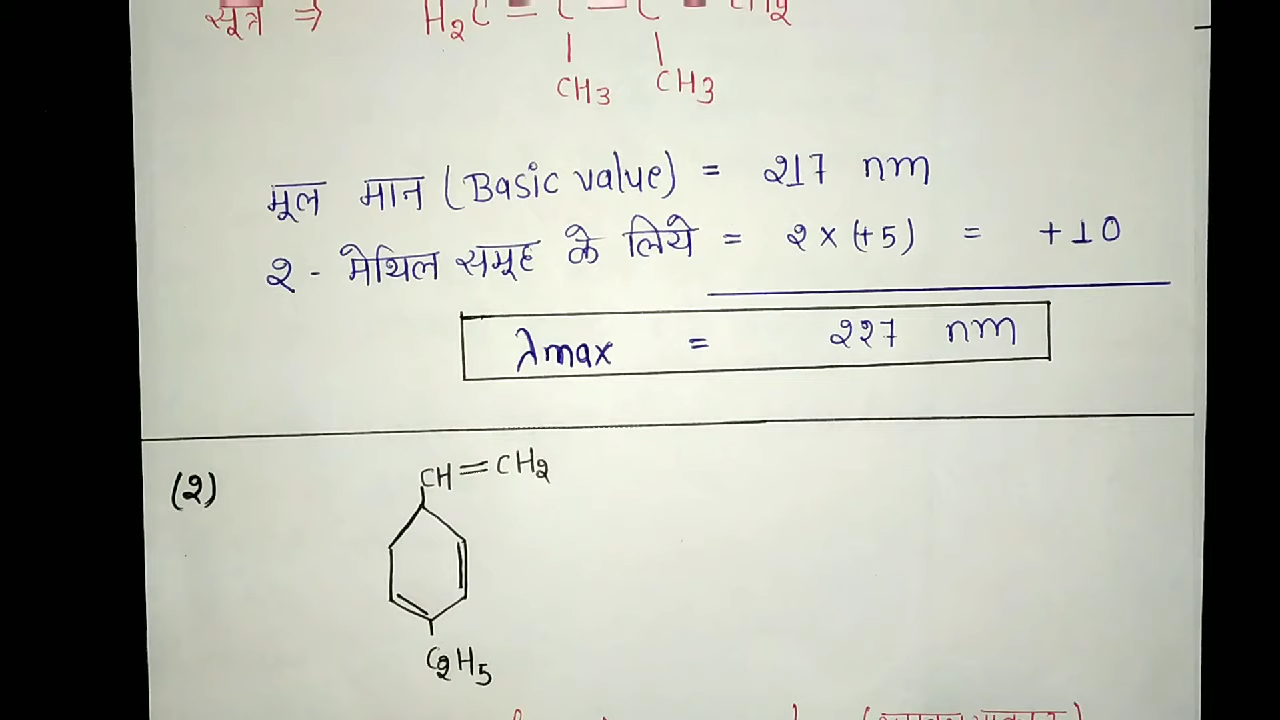 सूत्र ⇒ H2C = C - C = CH2
CH3 CH3
मूल मान (Basic value) = 217 nm
2 - मेथिल समूह के लिये = 2 × (+5) = +10
λmax = 227 nm
(2)
CH=CH2
C2H5